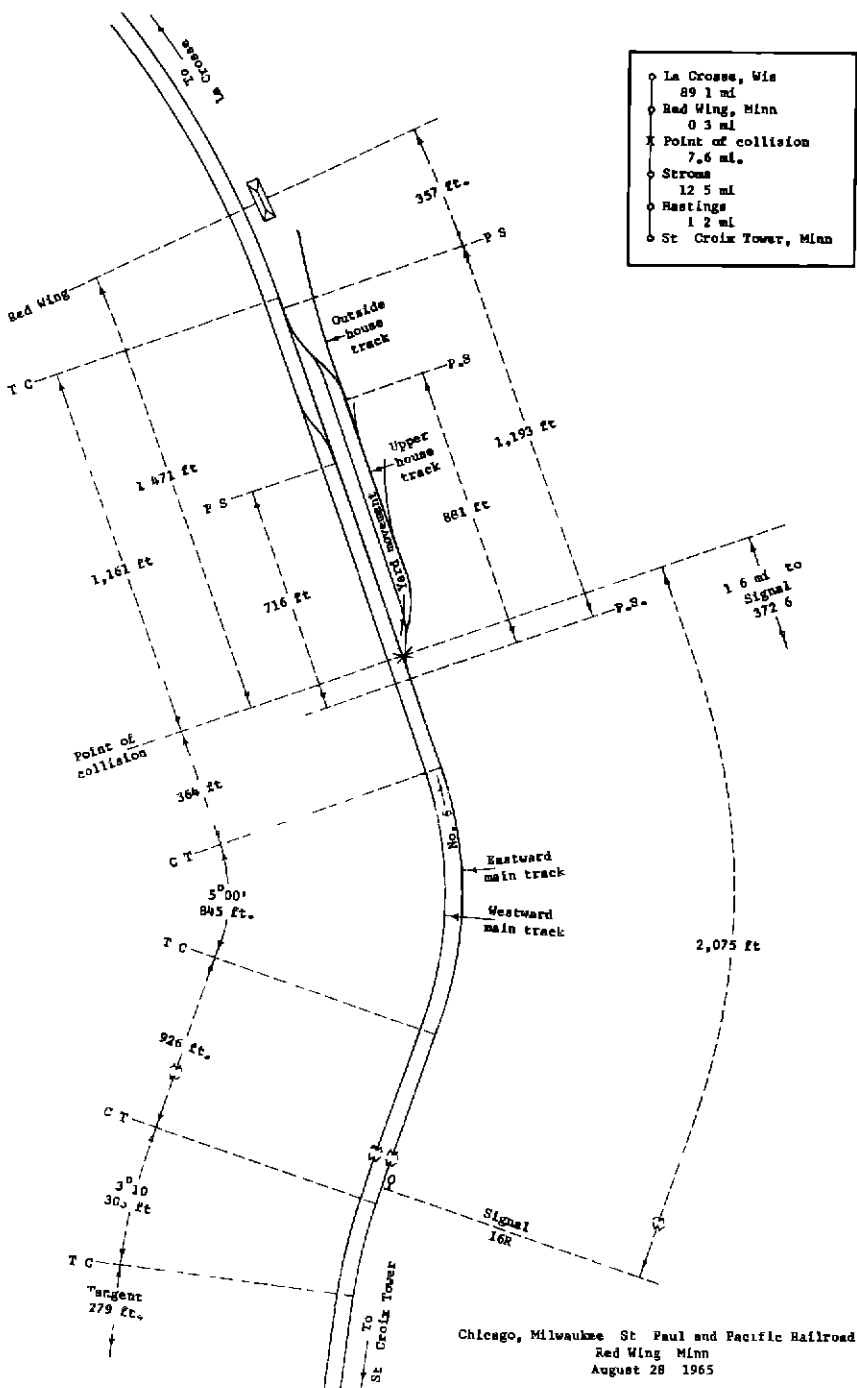 To
La Crosse
La Crosse, Wis
89 1 mi
Red Wing, Minn
0 3 mi
Point of collision
7.6 mi.
Stroms
12 5 mi
Hastings
1 2 mi
St Croix Tower, Minn
357 ft.
P S
Red Wing
Outside
house
track
T C
P.S
1,193 ft
Upper
house
track
1 471 ft
P S
881 ft
Yard movement
1,161 ft
716 ft
1 6 mi to
Signal
372 6
P.S.
Point of
collision
364 ft
No. 6
C T
Eastward
main track
5°00'
845 ft.
Westward
main track
T C
2,075 ft
926 ft.
C T
3°10
Signal
16R
T C
Tangent
279 ft.
To
St Croix Tower
Chicago, Milwaukee St Paul and Pacific Railroad
Red Wing Minn
August 28 1965